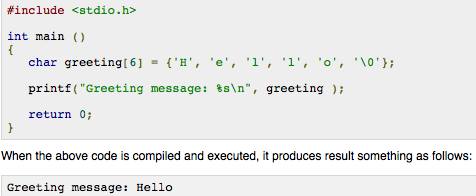 #include <stdio.h>
int main ()
{
char greeting[6] = {'H', 'e', 'l', 'l', 'o', '\0'};
printf("Greeting message: %s\n", greeting );
return 0;
}
When the above code is compiled and executed, it produces result something as follows:
Greeting message: Hello